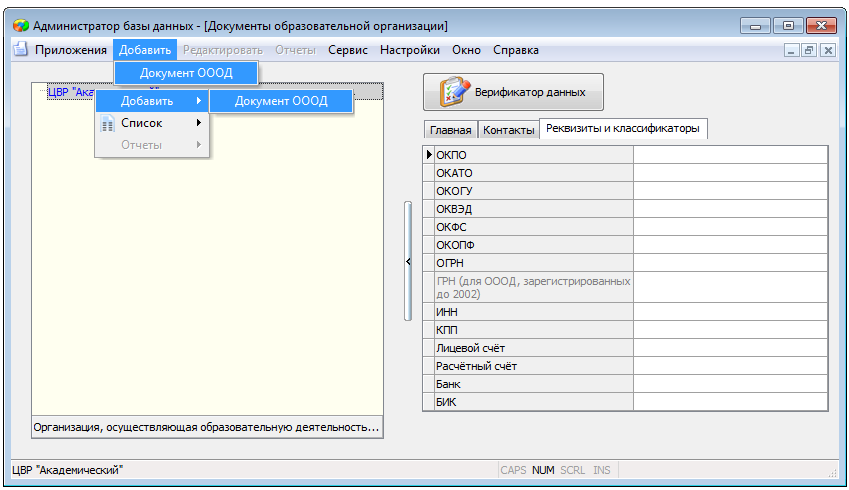 Администратор базы данных - [Документы образовательной организации]
Приложения Добавить Редактировать Отчеты Сервис Настройки Окно Справка
Документ ОООД
ЦВР "Ака
Добавить Документ ОООД
Список
Отчеты
Организация, осуществляющая образовательную деятельность...
Верификатор данных
Главная Контакты Реквизиты и классификаторы
ОКПО
ОКАТО
ОКОГУ
ОКВЭД
ОКФС
ОКОПФ
ОГРН
ГРН (для ОООД, зарегистрированных
до 2002)
ИНН
КПП
Лицевой счёт
Расчётный счёт
Банк
БИК
ЦВР "Академический"
CAPS NUM SCRL INS